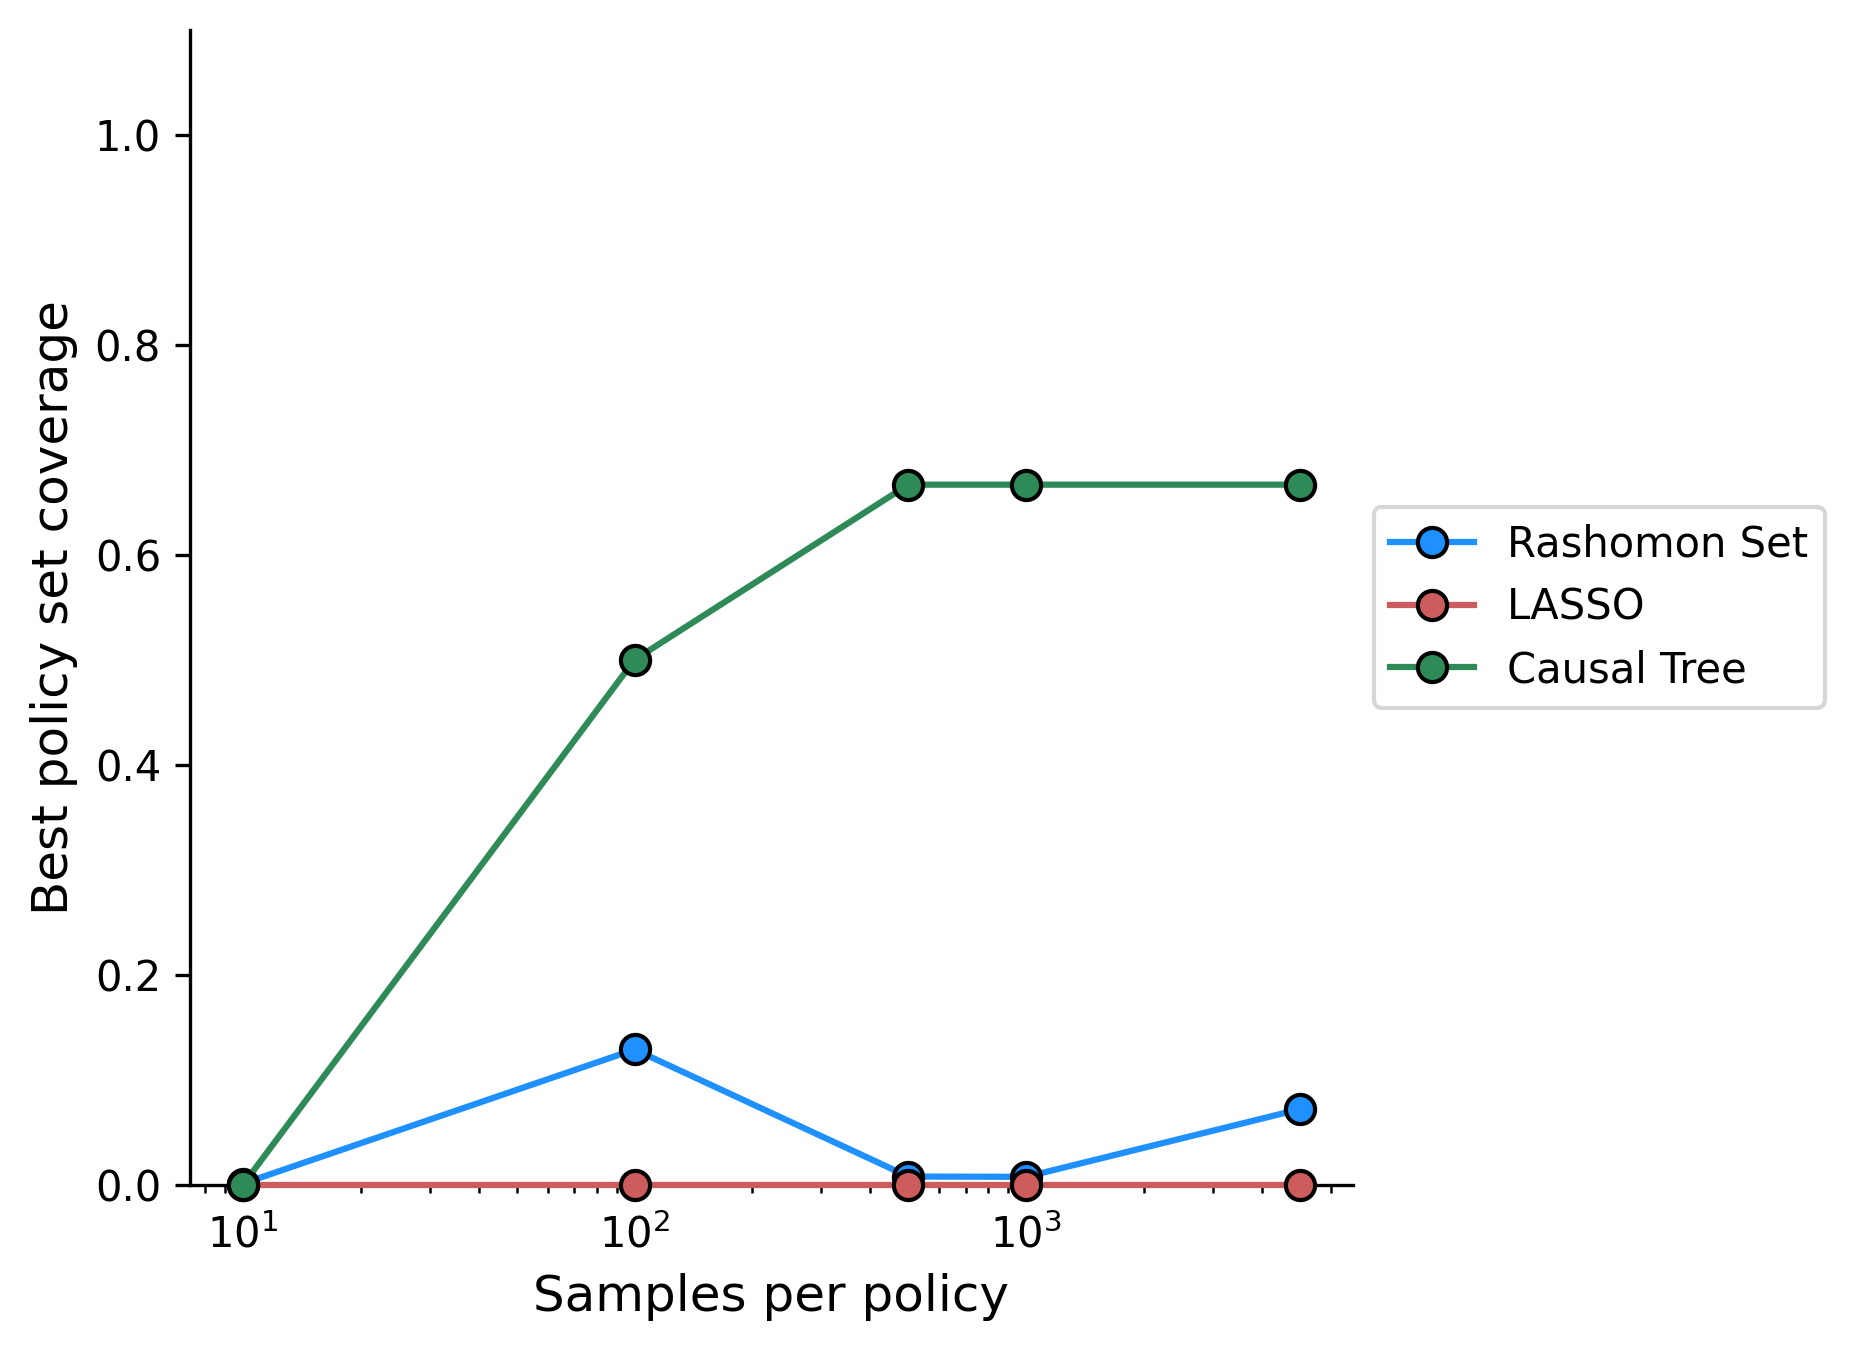 Best policy set coverage
1.0
0.8
0.6
0.4
0.2
0.0
10¹ 10² 10³
Samples per policy
Rashomon Set
LASSO
Causal Tree